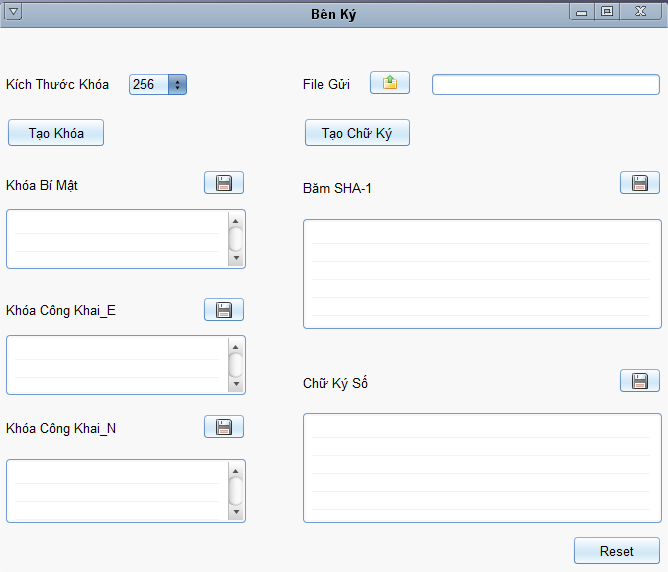 Bên Ký
Kích Thước Khóa 256
File Gửi
Tạo Khóa
Tạo Chữ Ký
Khóa Bí Mật
Băm SHA-1
Khóa Công Khai_E
Chữ Ký Số
Khóa Công Khai_N
Reset